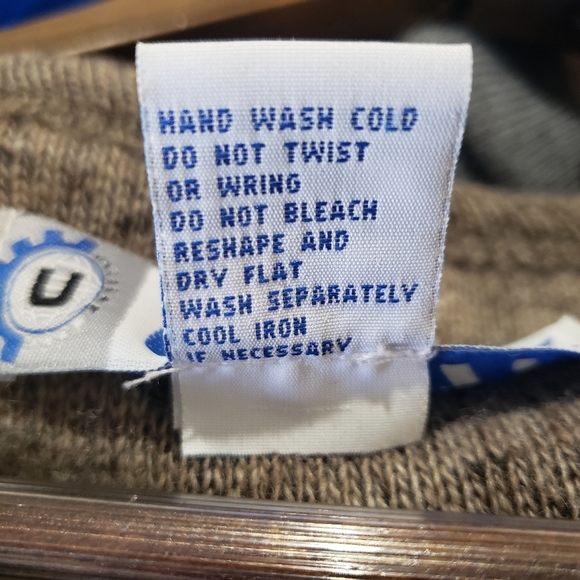 HAND WASH COLD
DO NOT TWIST
OR WRING
DO NOT BLEACH
RESHAPE AND
DRY FLAT
WASH SEPARATELY
COOL IRON
IF NECESSARY
U